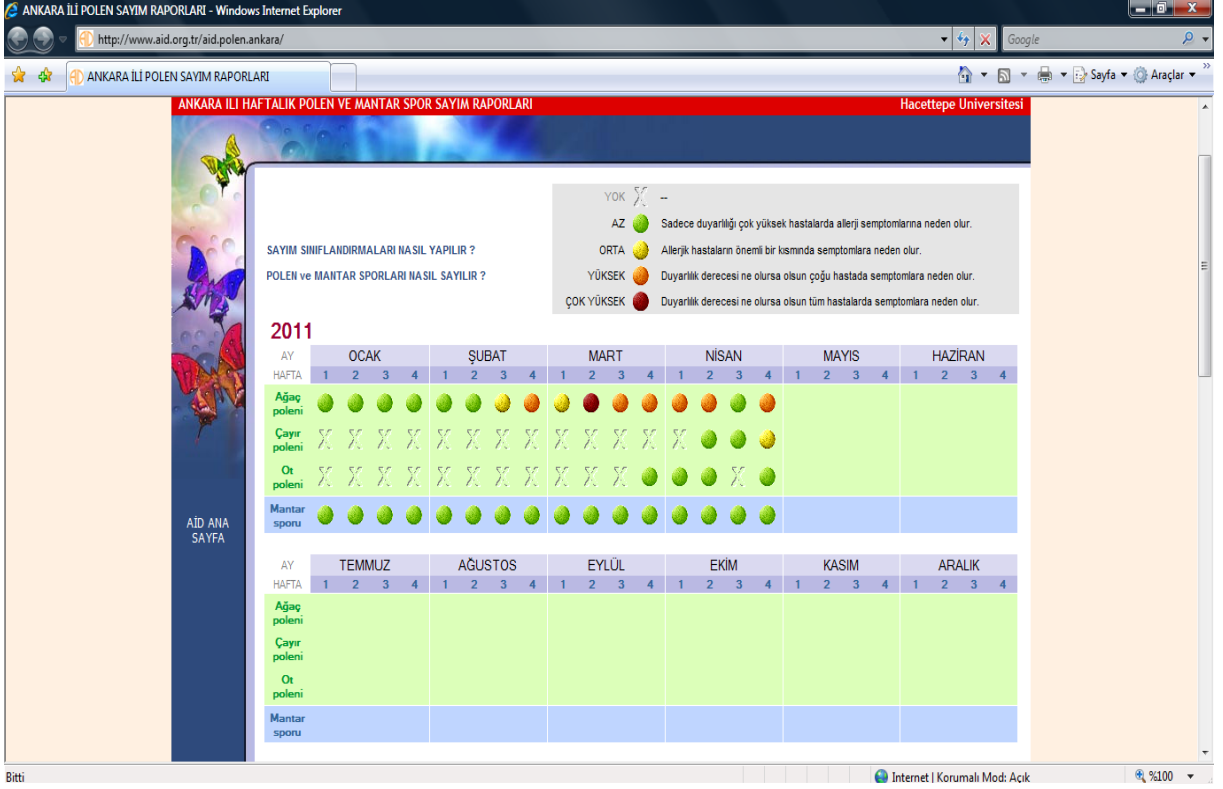 ANKARA İLİ POLEN SAYIM RAPORLARI - Windows Internet Explorer
http://www.aid.org.tr/aid.polen.ankara/
Google
ANKARA İLİ POLEN SAYIM RAPORLARI
Sayfa
Araçlar
ANKARA İLİ HAFTALIK POLEN VE MANTAR SPOR SAYIM RAPORLARI
Hacettepe Universitesi
YOK X --
AZ Sadece duyarlılığı çok yüksek hastalarda allerji semptomlarına neden olur.
SAYIM SINIFLANDIRMALARI NASIL YAPILIR ?
ORTA Allerjik hastaların önemli bir kısmında semptomlara neden olur.
POLEN ve MANTAR SPORLARI NASIL SAYILIR ?
YÜKSEK Duyarlılık derecesi ne olursa olsun çoğu hastada semptomlara neden olur.
ÇOK YÜKSEK Duyarlılık derecesi ne olursa olsun tüm hastalarda semptomlara neden olur.
2011
AY OCAK ŞUBAT MART NİSAN MAYIS HAZİRAN
HAFTA 1 2 3 4 1 2 3 4 1 2 3 4 1 2 3 4 1 2 3 4 1 2 3 4
Ağaç
poleni
Çayır
poleni X X X X X X X X X X X X X
Ot
poleni X X X X X X X X X X X X
Mantar
sporu
AİD ANA
SAYFA
AY TEMMUZ AĞUSTOS EYLÜL EKİM KASIM ARALIK
HAFTA 1 2 3 4 1 2 3 4 1 2 3 4 1 2 3 4 1 2 3 4 1 2 3 4
Ağaç
poleni
Çayır
poleni
Ot
poleni
Mantar
sporu
Bitti
Internet | Korumalı Mod: Açık
%100